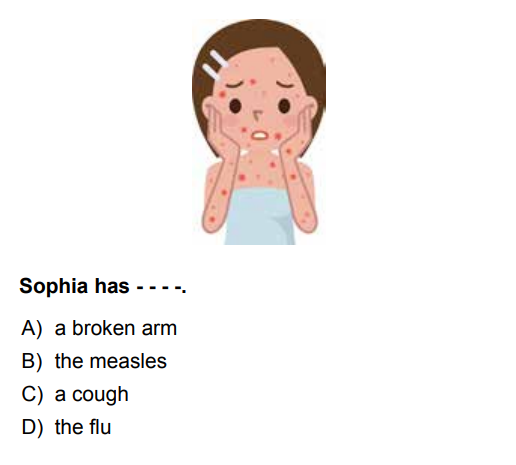 Sophia has - - - -.
A) a broken arm
B) the measles
C) a cough
D) the flu